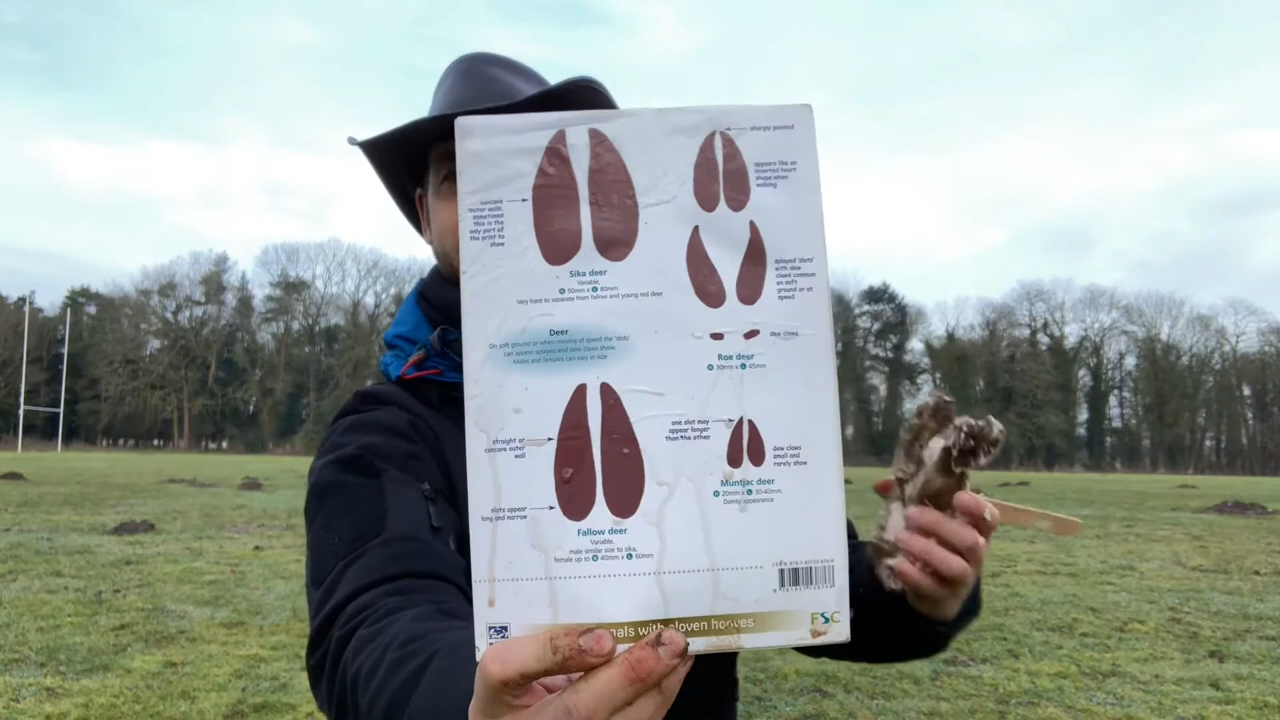 concave
outer walls,
sometimes
this is the
only part of
the print to
show
Sika deer
Variable,
W 50mm x L 80mm.
Very hard to separate from fallow and young red deer
sharply pointed
appears like an
inverted heart
shape when
walking
splayed 'slots'
with dew
claws common
on soft
ground or at
speed
dew claws
Roe deer
W 30mm x L 45mm
Deer
On soft ground or when moving at speed the 'slots'
can appear splayed and dew claws show.
Males and females can vary in size
straight or
concave outer
wall
slots appear
long and narrow
Fallow deer
Variable,
male similar size to sika,
female up to W 40mm x L 60mm
one slot may
appear longer
than the other
dew claws
small and
rarely show
Muntjac deer
W 20mm x L 30-40mm.
Dainty appearance
nals with cloven hooves
FSC